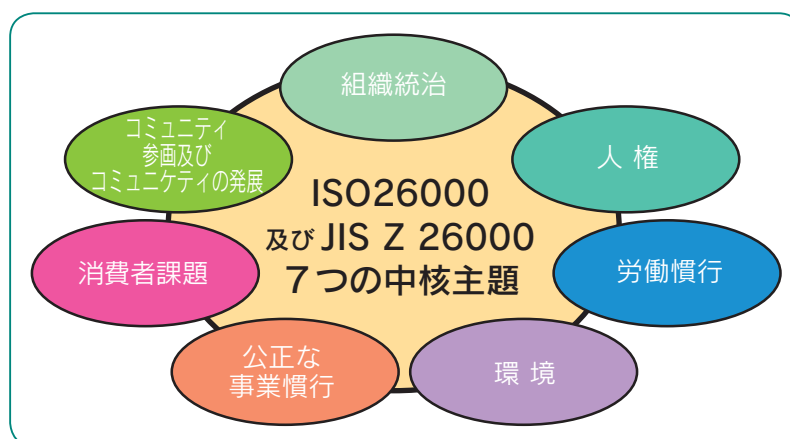 組織統治
コミュニティ
参画及び
コミュニケティの発展
人 権
ISO26000
及び JIS Z 26000
7つの中核主題
消費者課題
労働慣行
公正な
事業慣行
環 境